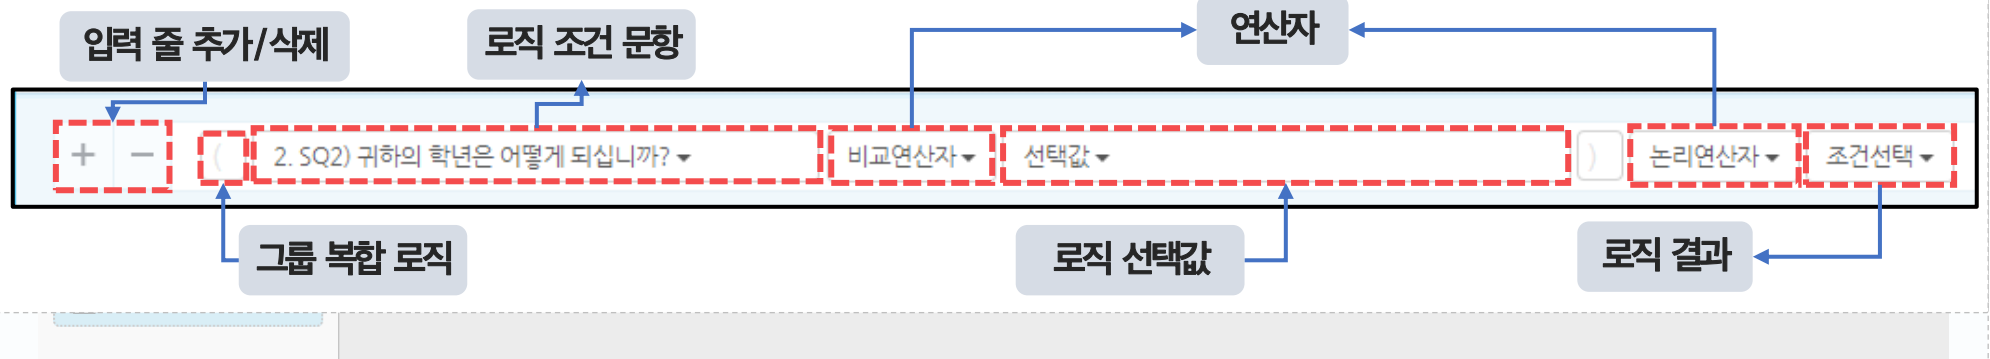 입력 줄 추가/삭제
로직 조건 문항
연산자
+ − ( 2. SQ2) 귀하의 학년은 어떻게 되십니까? 비교연산자 선택값 ) 논리연산자 조건선택
그룹 복합 로직
로직 선택값
로직 결과